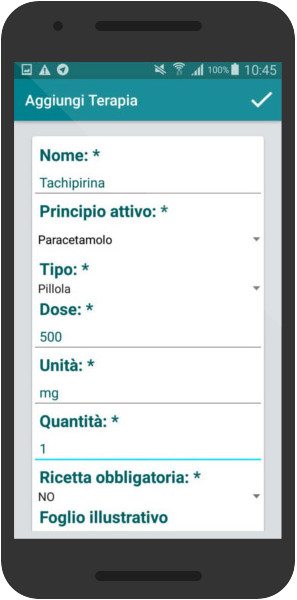 100% 10:45
Aggiungi Terapia
Nome: *
Tachipirina
Principio attivo: *
Paracetamolo
Tipo: *
Pillola
Dose: *
500
Unità: *
mg
Quantità: *
1
Ricetta obbligatoria: *
NO
Foglio illustrativo